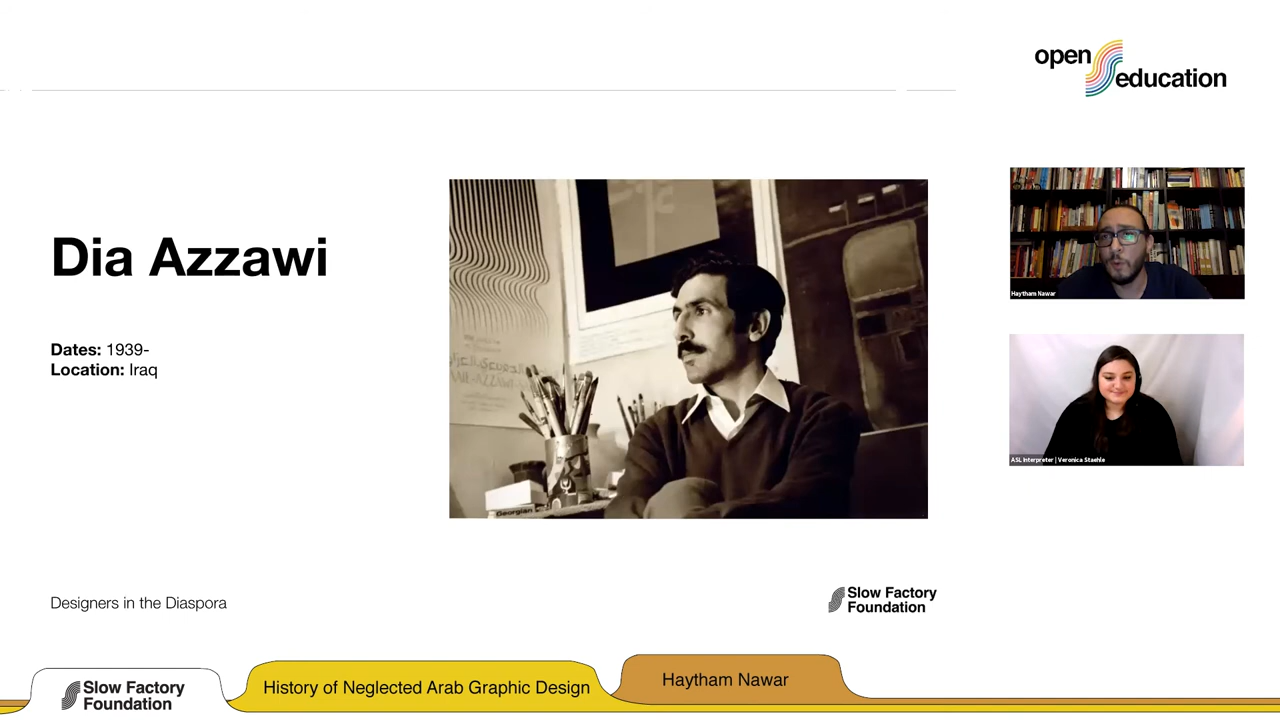 open
education
Dia Azzawi
Dates: 1939-
Location: Iraq
Georgian
Haytham Nawar
ASL Interpreter | Veronica Staehle
Designers in the Diaspora
Slow Factory
Foundation
Slow Factory
Foundation
History of Neglected Arab Graphic Design
Haytham Nawar